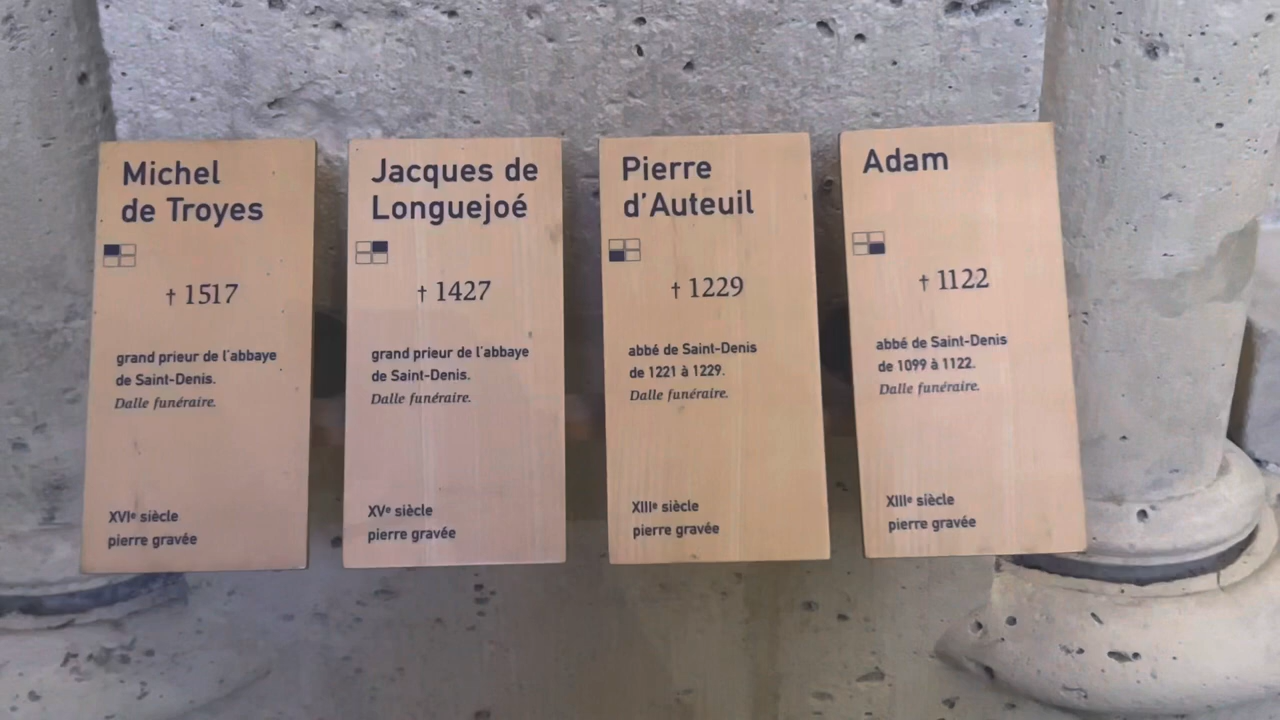 Michel
de Troyes
† 1517
grand prieur de l'abbaye
de Saint-Denis.
Dalle funéraire.
XVIe siècle
pierre gravée
Jacques de
Longuejoé
† 1427
grand prieur de l'abbaye
de Saint-Denis.
Dalle funéraire.
XVe siècle
pierre gravée
Pierre
d'Auteuil
† 1229
abbé de Saint-Denis
de 1221 à 1229.
Dalle funéraire.
XIIIe siècle
pierre gravée
Adam
† 1122
abbé de Saint-Denis
de 1099 à 1122.
Dalle funéraire.
XIIIe siècle
pierre gravée